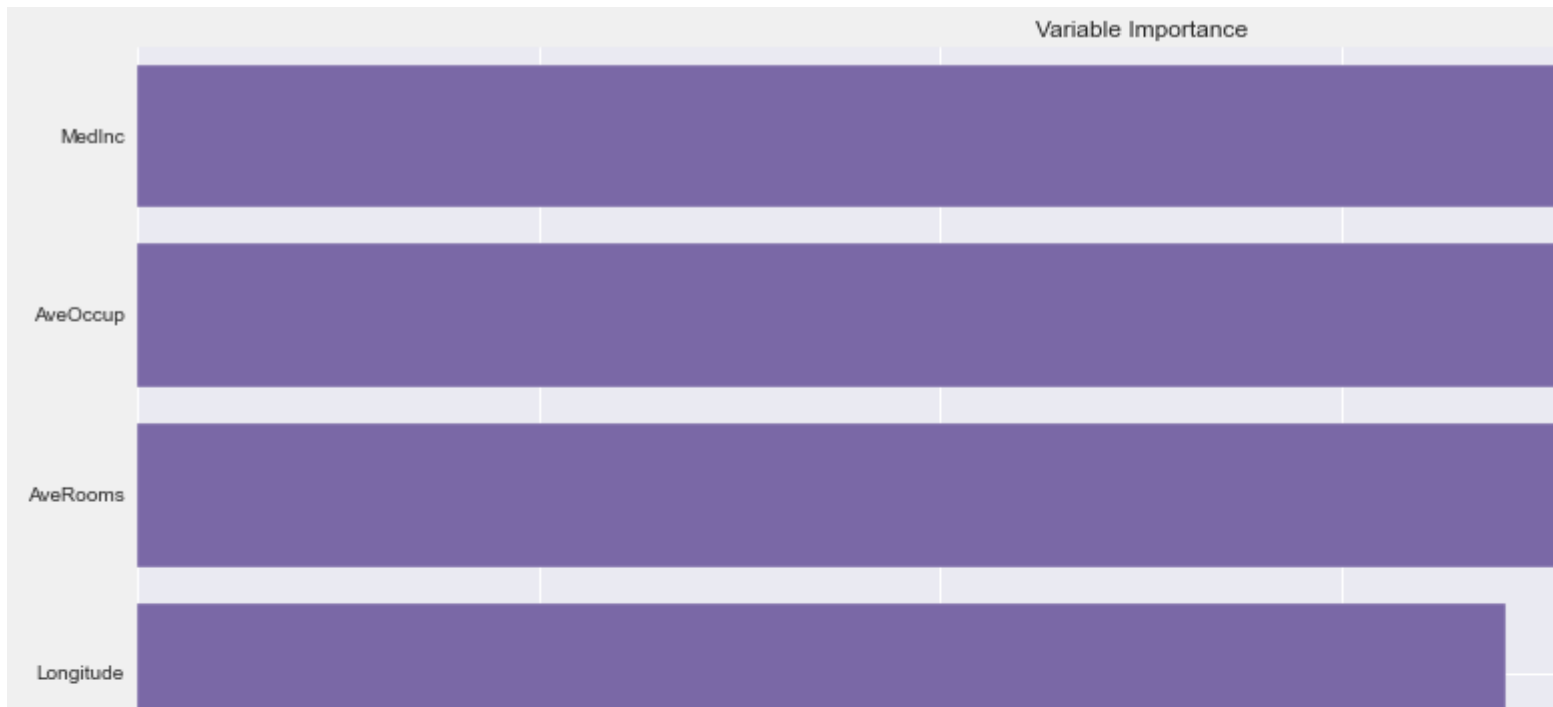 Variable Importance
MedInc
AveOccup
AveRooms
Longitude